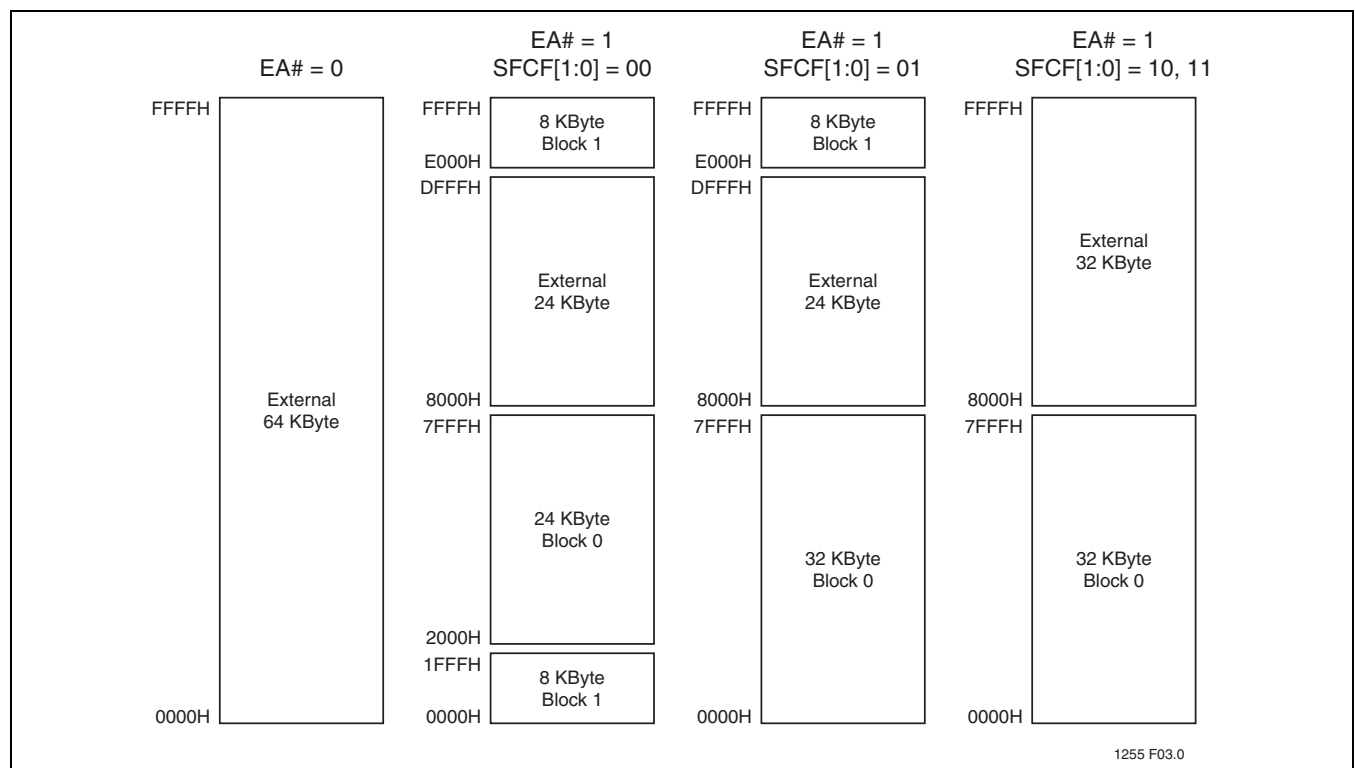 EA# = 0
FFFFH
External
64 KByte
0000H
EA# = 1
SFCF[1:0] = 00
FFFFH
8 KByte
Block 1
E000H
DFFFH
External
24 KByte
8000H
7FFFH
24 KByte
Block 0
2000H
1FFFH
8 KByte
Block 1
0000H
EA# = 1
SFCF[1:0] = 01
FFFFH
8 KByte
Block 1
E000H
DFFFH
External
24 KByte
8000H
7FFFH
32 KByte
Block 0
0000H
EA# = 1
SFCF[1:0] = 10, 11
FFFFH
External
32 KByte
8000H
7FFFH
32 KByte
Block 0
0000H
1255 F03.0